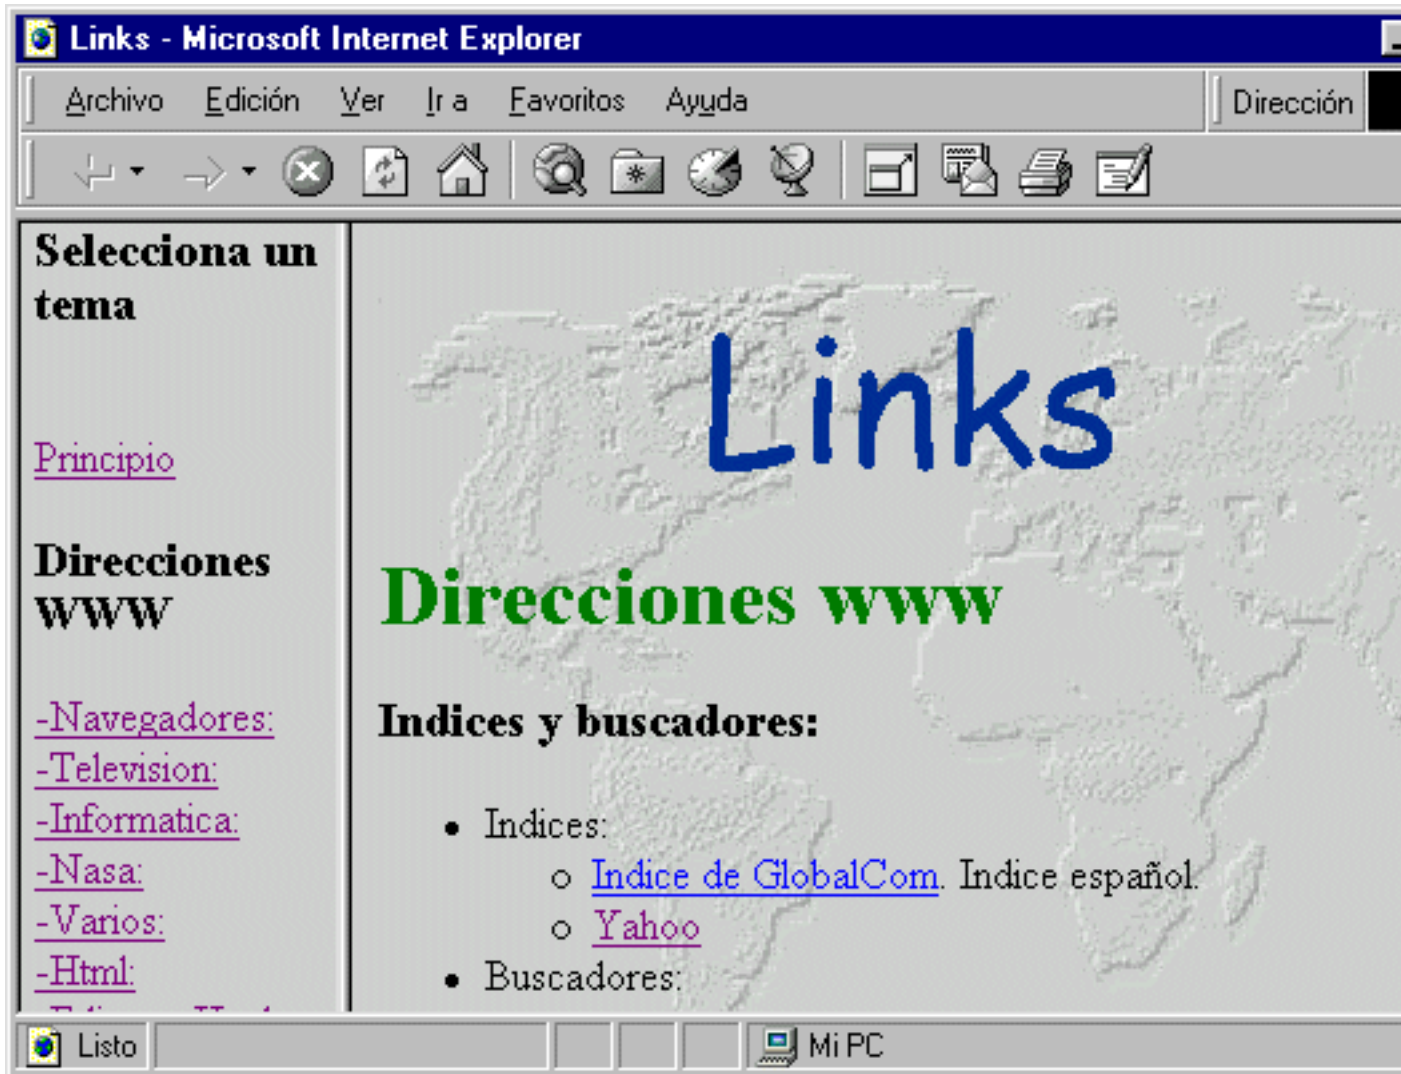 Links - Microsoft Internet Explorer
Archivo Edición Ver Ir a Favoritos Ayuda Dirección
Selecciona un
tema
Principio
Direcciones
WWW
-Navegadores:
-Television:
-Informatica:
-Nasa:
-Varios:
-Html:
Links
Direcciones www
Indices y buscadores:
Indices:
Indice de GlobalCom. Indice español.
Yahoo
Buscadores:
Listo
Mi PC